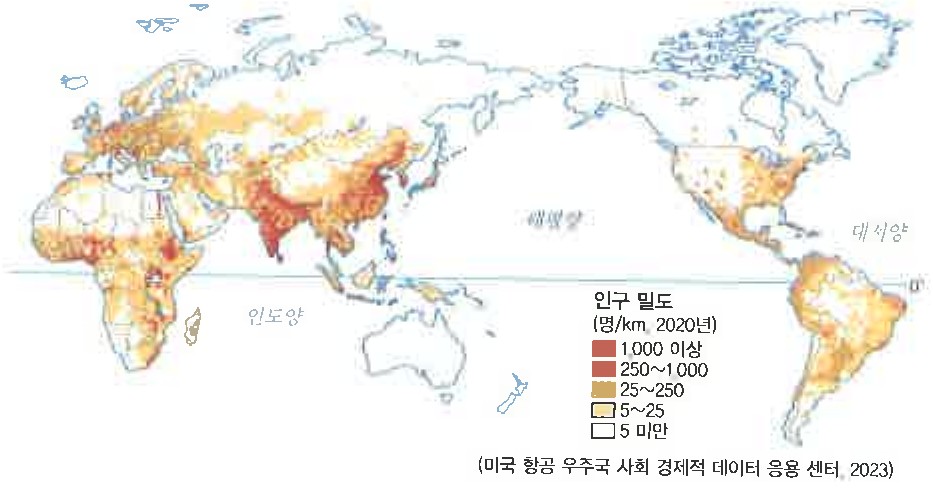 태평양
대서양
0°
인도양
인구 밀도
(명/km, 2020년)
1,000 이상
250~1,000
25~250
5~25
5 미만
(미국 항공 우주국 사회 경제적 데이터 응용 센터, 2023)